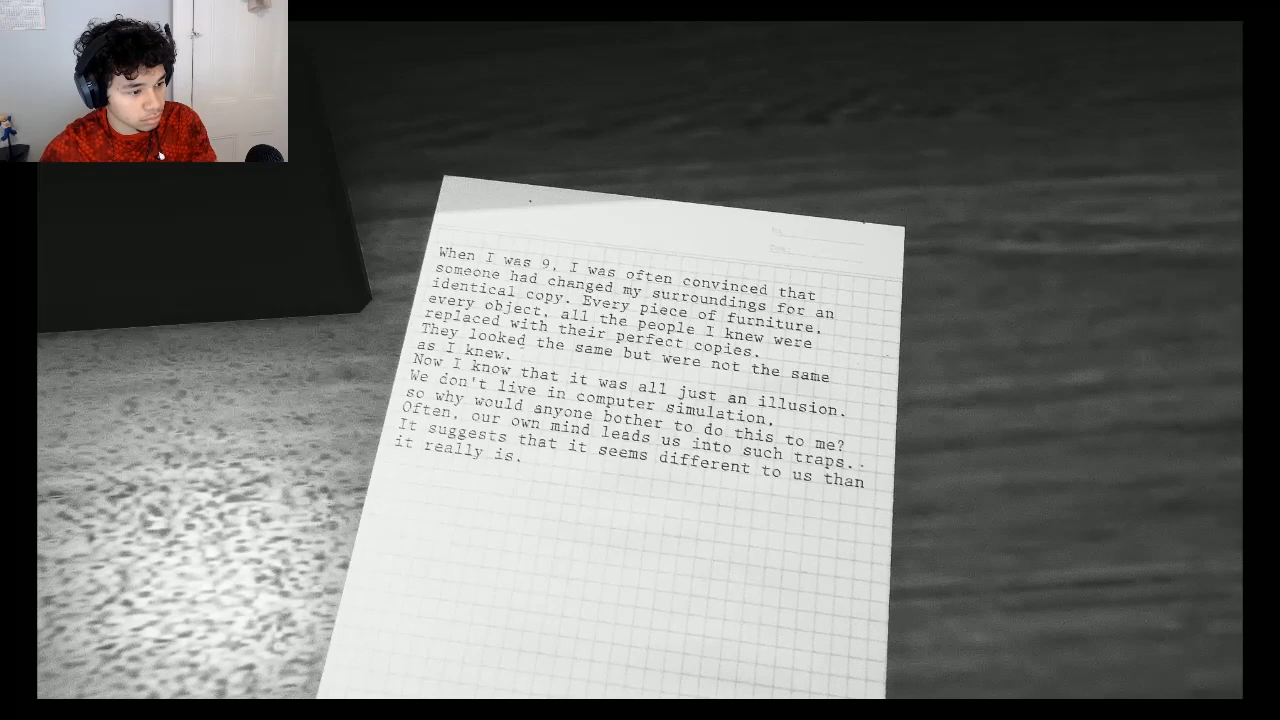 When I was 9, I was often convinced that
someone had changed my surroundings for an
identical copy. Every piece of furniture,
every object, all the people I knew were
replaced with their perfect copies.
They looked the same but were not the same
as I knew.
Now I know that it was all just an illusion.
We don't live in computer simulation,
so why would anyone bother to do this to me?
Often, our own mind leads us into such traps..
It suggests that it seems different to us than
it really is.